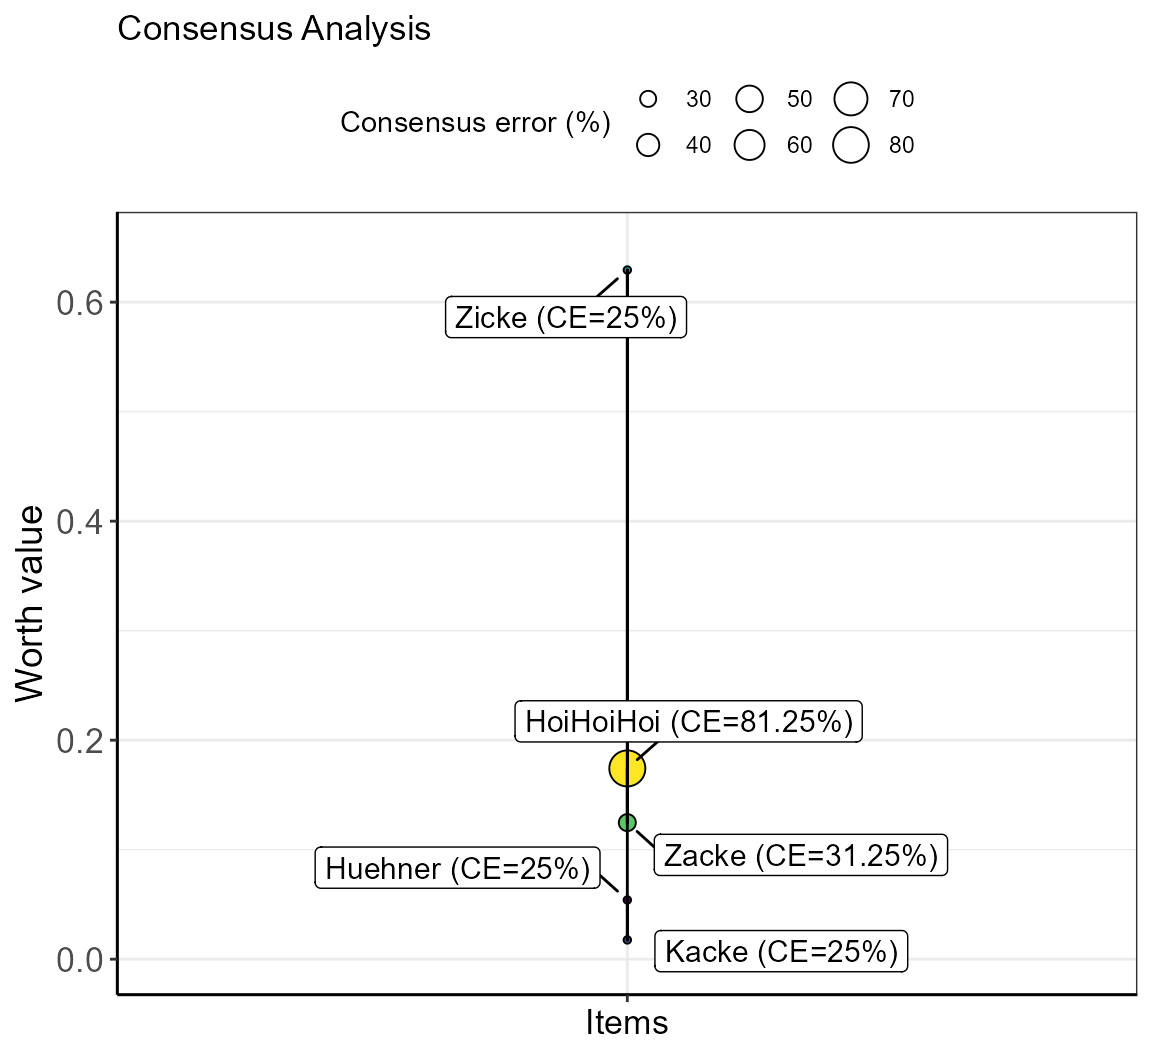 Consensus Analysis
Consensus error (%)
30 50 70
40 60 80
0.6
Zicke (CE=25%)
0.4
Worth value
HoiHoiHoi (CE=81.25%)
0.2
Zacke (CE=31.25%)
Huehner (CE=25%)
Kacke (CE=25%)
0.0
Items